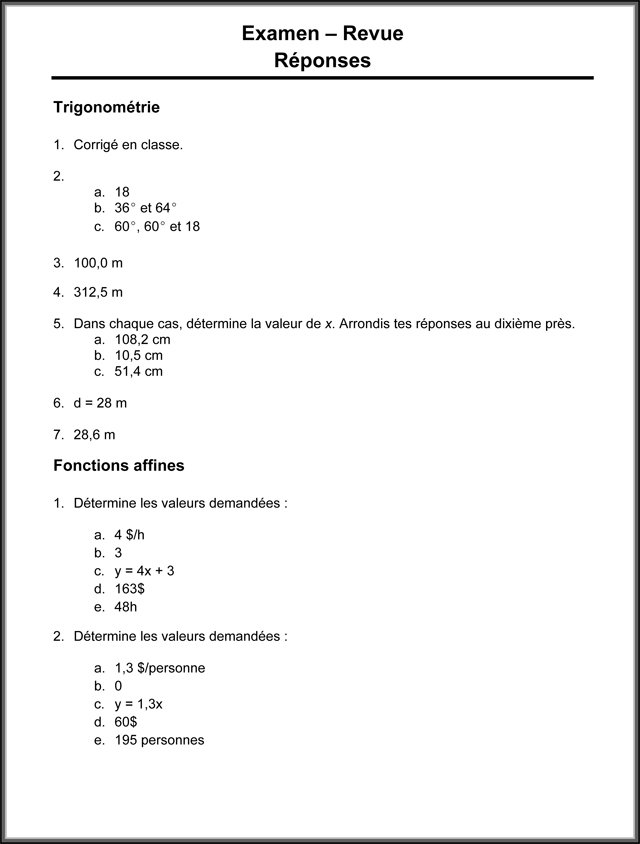 Examen – Revue
Réponses
Trigonométrie
1. Corrigé en classe.
2.
a. 18
b. 36° et 64°
c. 60°, 60° et 18
3. 100,0 m
4. 312,5 m
5. Dans chaque cas, détermine la valeur de x. Arrondis tes réponses au dixième près.
a. 108,2 cm
b. 10,5 cm
c. 51,4 cm
6. d = 28 m
7. 28,6 m
Fonctions affines
1. Détermine les valeurs demandées :
a. 4 $/h
b. 3
c. y = 4x + 3
d. 163$
e. 48h
2. Détermine les valeurs demandées :
a. 1,3 $/personne
b. 0
c. y = 1,3x
d. 60$
e. 195 personnes